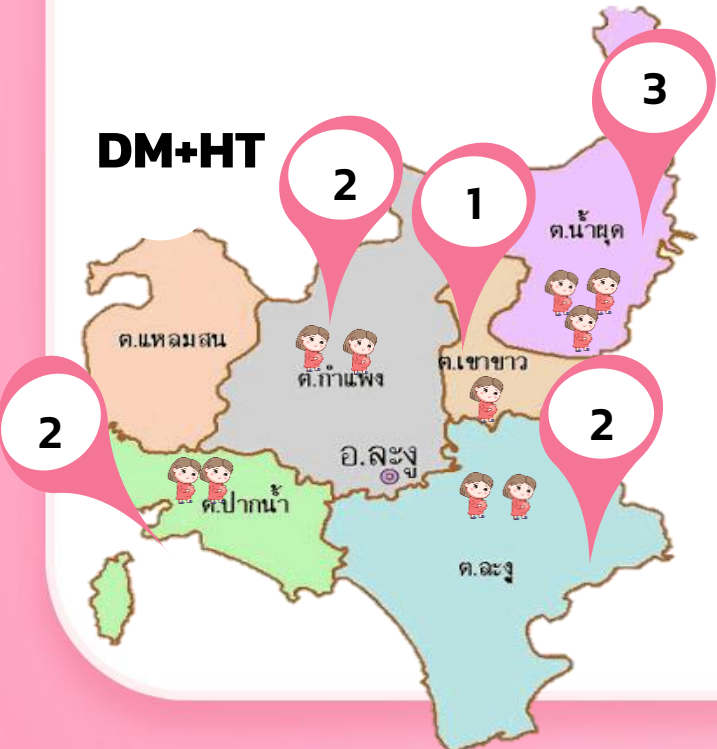 3
DM+HT
2
1
ต.น้ำผุด
ต.แหลมสน
ต.เขาขาว
ต.กำแพง
2
2
อ.ละงู
ต.ปากน้ำ
ต.ละงู